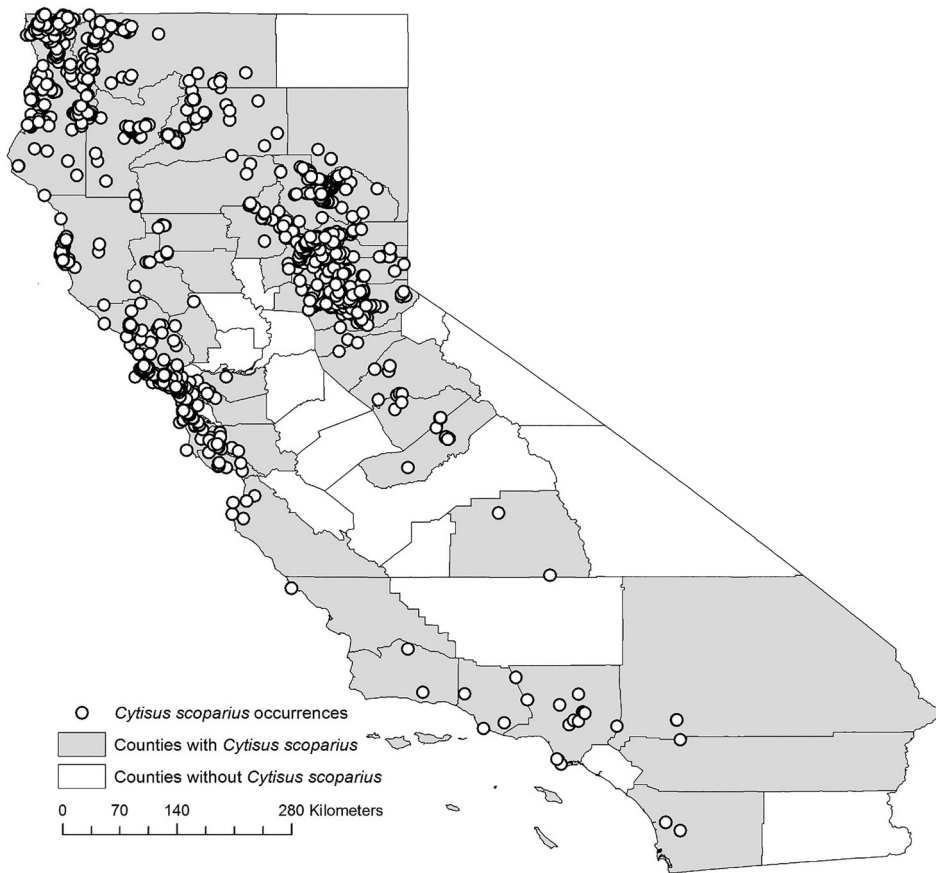 Cytisus scoparius occurrences
Counties with Cytisus scoparius
Counties without Cytisus scoparius
0 70 140 280 Kilometers